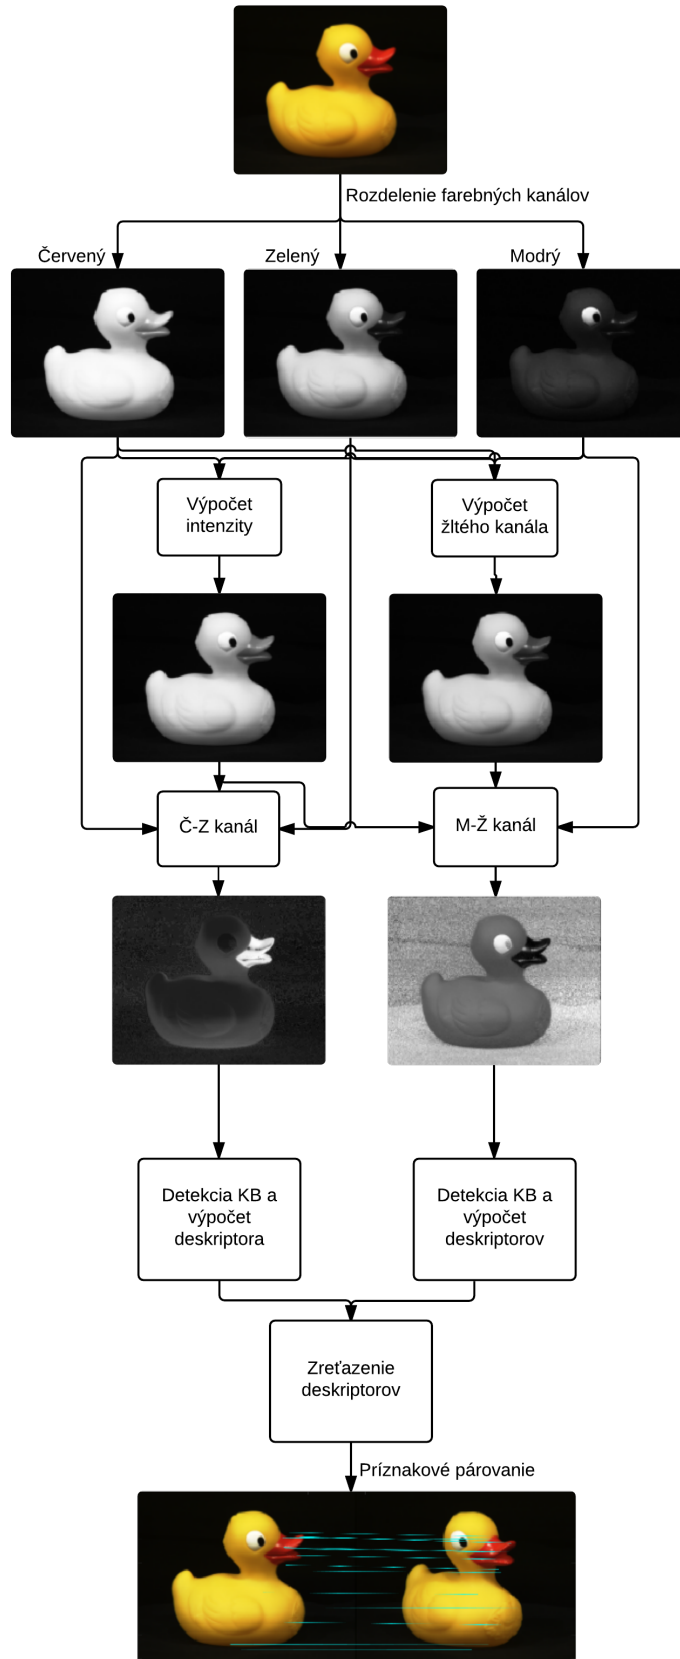 Rozdelenie farebných kanálov
Červený
Zelený
Modrý
Výpočet
intenzity
Výpočet
žltého kanála
Č-Z kanál
M-Ž kanál
Detekcia KB a
výpočet
deskriptora
Detekcia KB a
výpočet
deskriptorov
Zreťazenie
deskriptorov
Príznakové párovanie